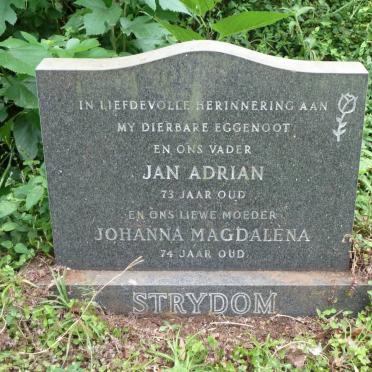 IN LIEFDEVOLLE HERINNERING AAN
MY DIERBARE EGGENOOT
EN ONS VADER
JAN ADRIAN
73 JAAR OUD
EN ONS LIEWE MOEDER
JOHANNA MAGDALENA
74 JAAR OUD
STRYDOM